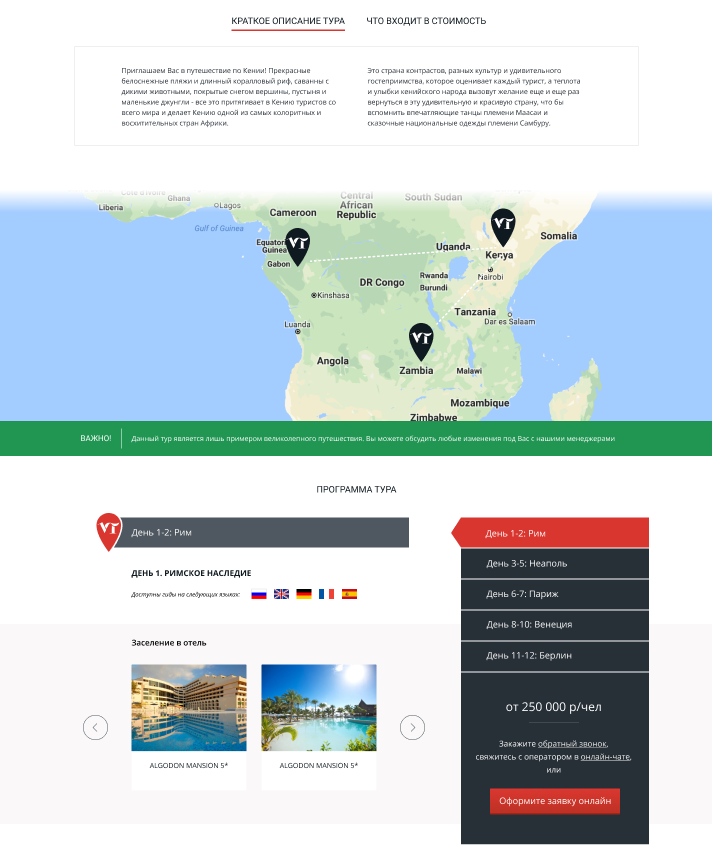 КРАТКОЕ ОПИСАНИЕ ТУРА
ЧТО ВХОДИТ В СТОИМОСТЬ
Приглашаем Вас в путешествие по Кении! Прекрасные
белоснежные пляжи и длинный коралловый риф, саванны с
дикими животными, покрытые снегом вершины, пустыня и
маленькие джунгли - все это притягивает в Кению туристов со
всего мира и делает Кению одной из самых колоритных и
восхитительных стран Африки.
Это страна контрастов, разных культур и удивительного
гостеприимства, которое оценивает каждый турист, а теплота
и улыбки кенийского народа вызовут желание еще и еще раз
вернуться в эту удивительную и красивую страну, что бы
вспомнить впечатляющие танцы племени Маасаи и
сказочные национальные одежды племени Самбуру.
Ghana
Central
African
Republic
South Sudan
Liberia
Lagos
Cameroon
Gulf of Guinea
Somalia
VT
VT
Equatorial
Guinea
Uganda
Kenya
Gabon
DR Congo
Rwanda
Nairobi
Burundi
Kinshasa
Tanzania
Dar es Salaam
Luanda
VT
Angola
Zambia
Malawi
Mozambique
Zimbabwe
ВАЖНО!
Данный тур является лишь примером великолепного путешествия. Вы можете обсудить любые изменения под Вас с нашими менеджерами
ПРОГРАММА ТУРА
VT
День 1-2: Рим
ДЕНЬ 1. РИМСКОЕ НАСЛЕДИЕ
Доступны гиды на следующих языках:
Заселение в отель
ALGODON MANSION 5*
ALGODON MANSION 5*
День 1-2: Рим
День 3-5: Неаполь
День 6-7: Париж
День 8-10: Венеция
День 11-12: Берлин
от 250 000 р/чел
Закажите обратный звонок,
свяжитесь с оператором в онлайн-чате,
или
Оформите заявку онлайн